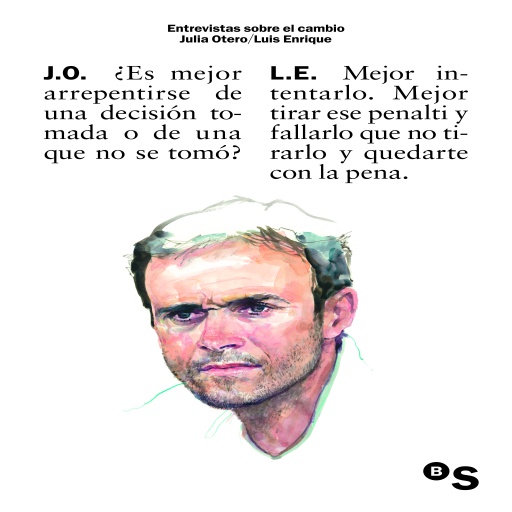 Entrevistas sobre el cambio
Julia Otero/Luis Enrique
J.O. ¿Es mejor
arrepentirse de
una decisión to-
mada o de una
que no se tomó?
L.E. Mejor in-
tentarlo. Mejor
tirar ese penalti y
fallarlo que no ti-
rarlo y quedarte
con la pena.
BS